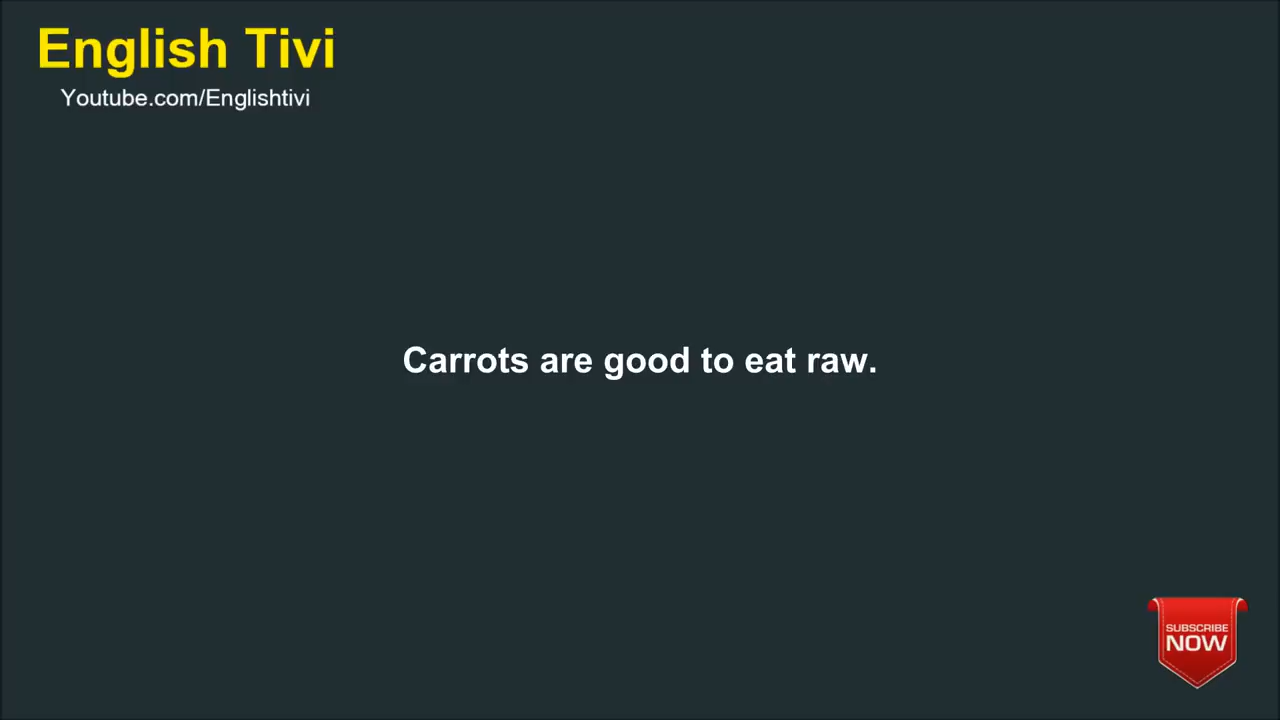 English Tivi
Youtube.com/Englishtivi
Carrots are good to eat raw.
SUBSCRIBE
NOW